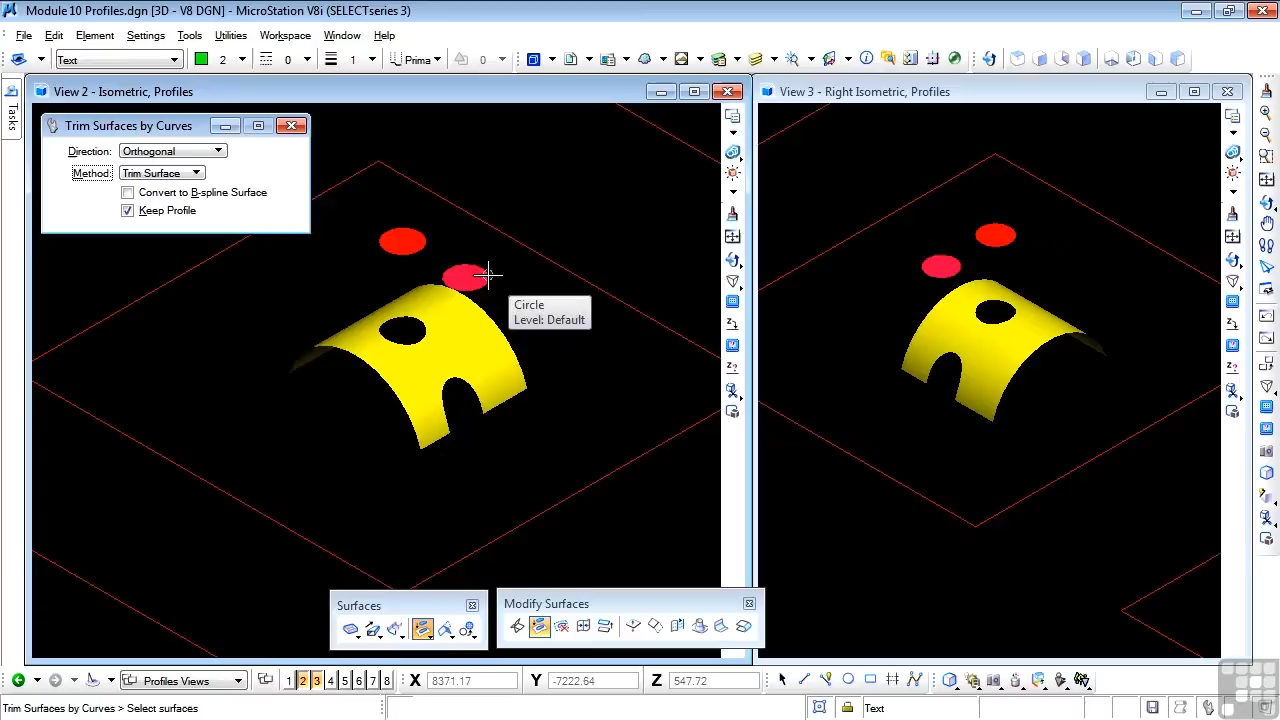 Module 10 Profiles.dgn [3D - V8 DGN] - MicroStation V8i (SELECTseries 3)
File Edit Element Settings Tools Utilities Workspace Window Help
Text 2 0 1 Prima 0
View 2 - Isometric, Profiles
View 3 - Right Isometric, Profiles
Tasks
Trim Surfaces by Curves
Direction: Orthogonal
Method: Trim Surface
Convert to B-spline Surface
Keep Profile
Circle
Level: Default
Surfaces
Modify Surfaces
Profiles Views 1 2 3 4 5 6 7 8 X 8371.17 Y -7222.64 Z 547.72
Trim Surfaces by Curves > Select surfaces Text